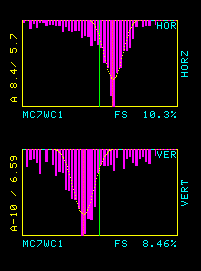 HOR
HORZ
A 8.4/ 5.7
MC7WC1 FS 10.3%
VER
VERT
A-10/ 6.59
MC7WC1 FS 8.46%